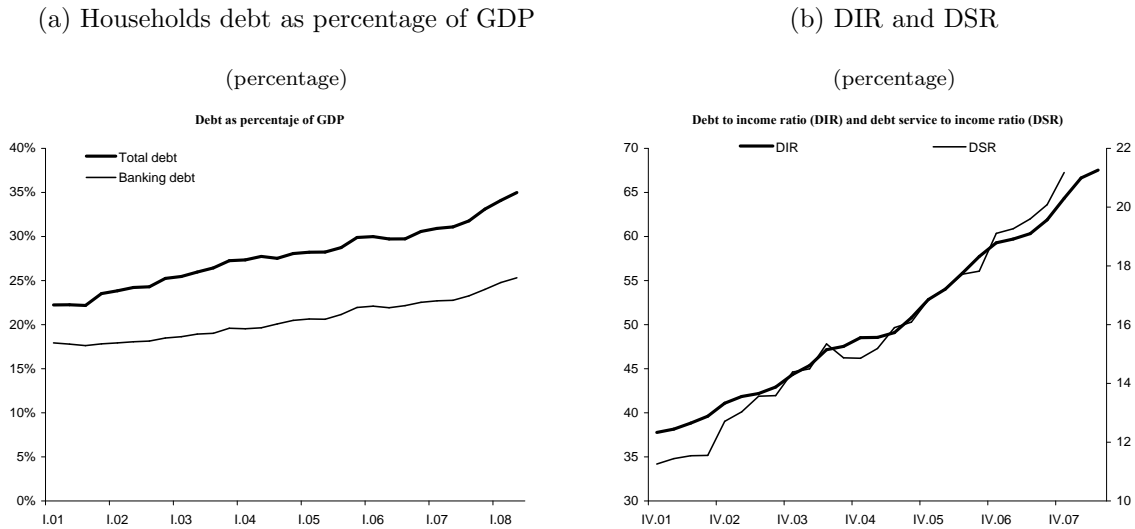 (a) Households debt as percentage of GDP
(percentage)
Debt as percentaje of GDP
Total debt
Banking debt
40%
35%
30%
25%
20%
15%
10%
5%
0%
I.01 I.02 I.03 I.04 I.05 I.06 I.07 I.08
(b) DIR and DSR
(percentage)
Debt to income ratio (DIR) and debt service to income ratio (DSR)
DIR DSR
70 22
65
20
60
18
55
50 16
45
14
40
12
35
30 10
IV.01 IV.02 IV.03 IV.04 IV.05 IV.06 IV.07